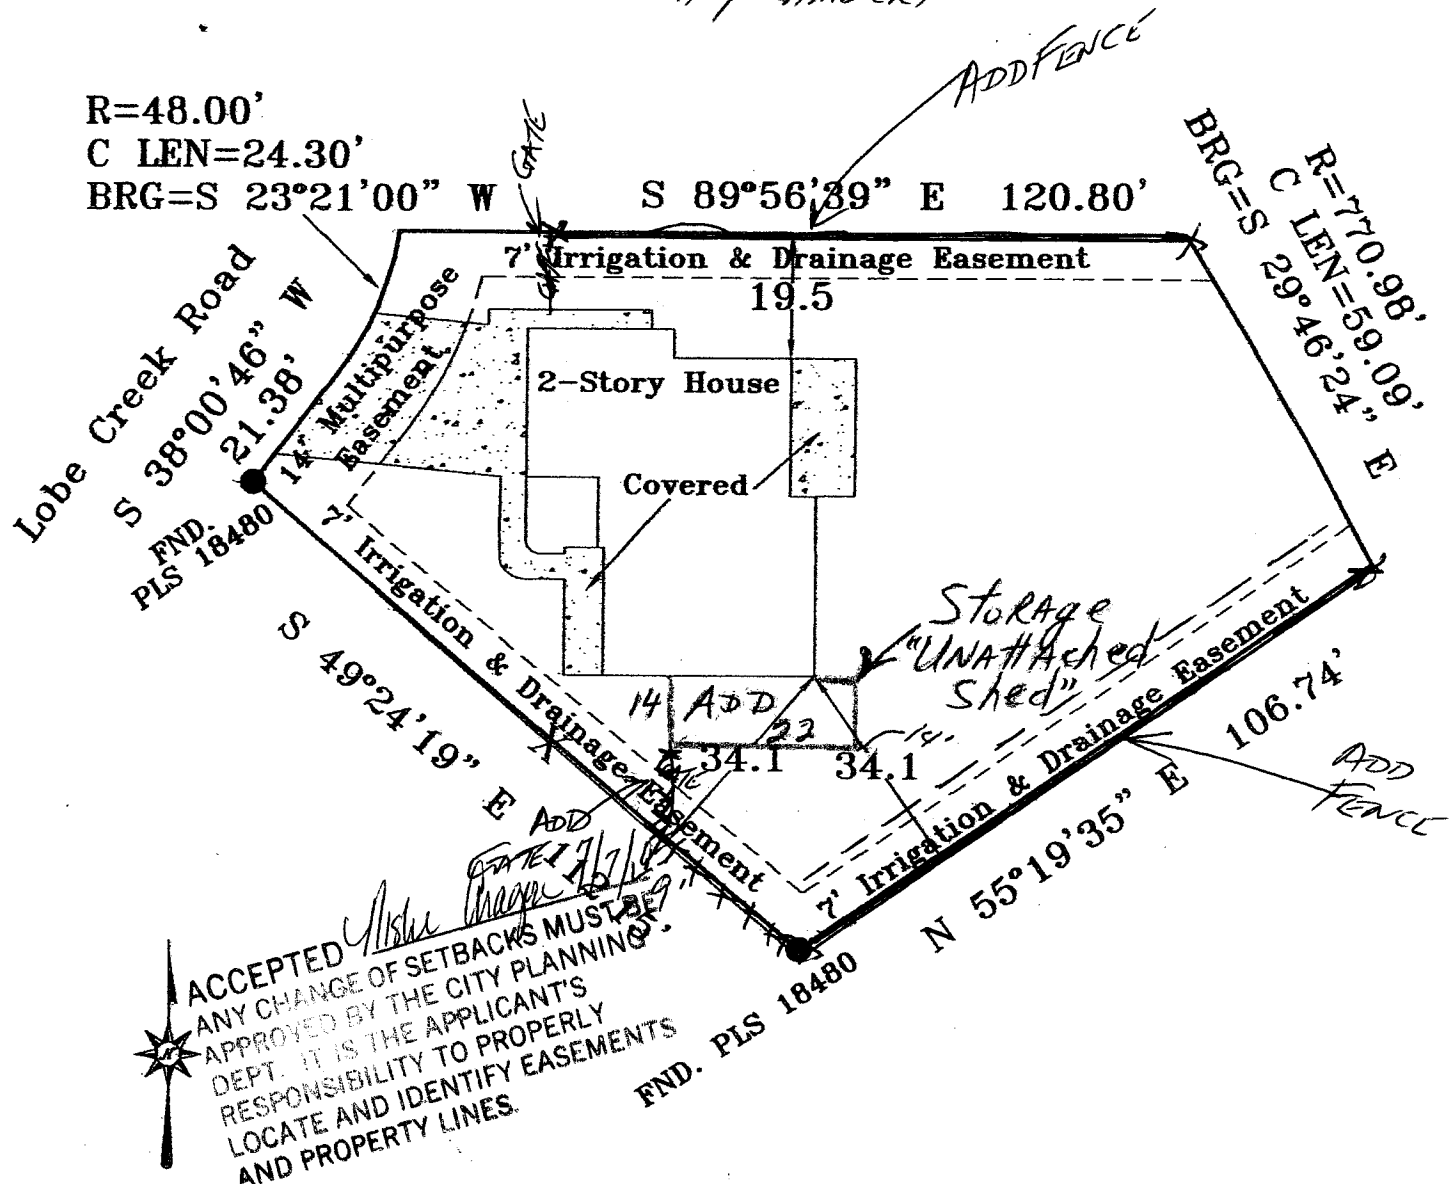 ADD FENCE
R=48.00'
C LEN=24.30'
BRG=S 23°21'00" W
GATE
S 89°56'39" E 120.80'
R=770.98'
C LEN=59.09'
BRG=S 29°46'24" E
7' Irrigation & Drainage Easement
19.5
Lobe Creek Road
S 38°00'46" W
21.38'
14' Multipurpose
Easement
2-Story House
Covered
FND.
PLS 18480
7' Irrigation & Drainage Easement
S 49°24'19" E
Storage
"UNAttAched
Shed"
14
ADD
22
14'
34.1
34.1
7' Irrigation & Drainage Easement
106.74'
N 55°19'35" E
ADD
FENCE
ADD
GATE
FND. PLS 18480
N
ACCEPTED
ANY CHANGE OF SETBACKS MUST BE
APPROVED BY THE CITY PLANNING
DEPT. IT IS THE APPLICANT'S
RESPONSIBILITY TO PROPERLY
LOCATE AND IDENTIFY EASEMENTS
AND PROPERTY LINES.